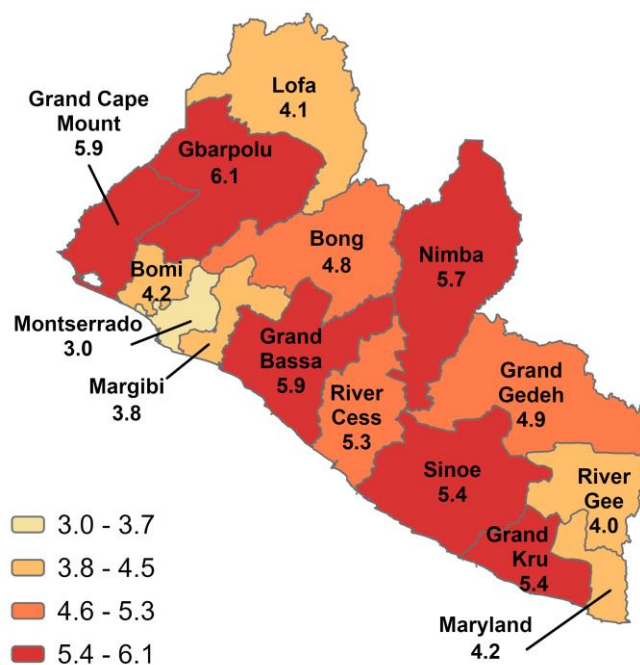 Lofa
4.1
Grand Cape
Mount
5.9
Gbarpolu
6.1
Bong
4.8
Nimba
5.7
Bomi
4.2
Montserrado
3.0
Margibi
3.8
Grand
Bassa
5.9
River
Cess
5.3
Grand
Gedeh
4.9
Sinoe
5.4
River
Gee
4.0
Grand
Kru
5.4
Maryland
4.2
3.0 - 3.7
3.8 - 4.5
4.6 - 5.3
5.4 - 6.1